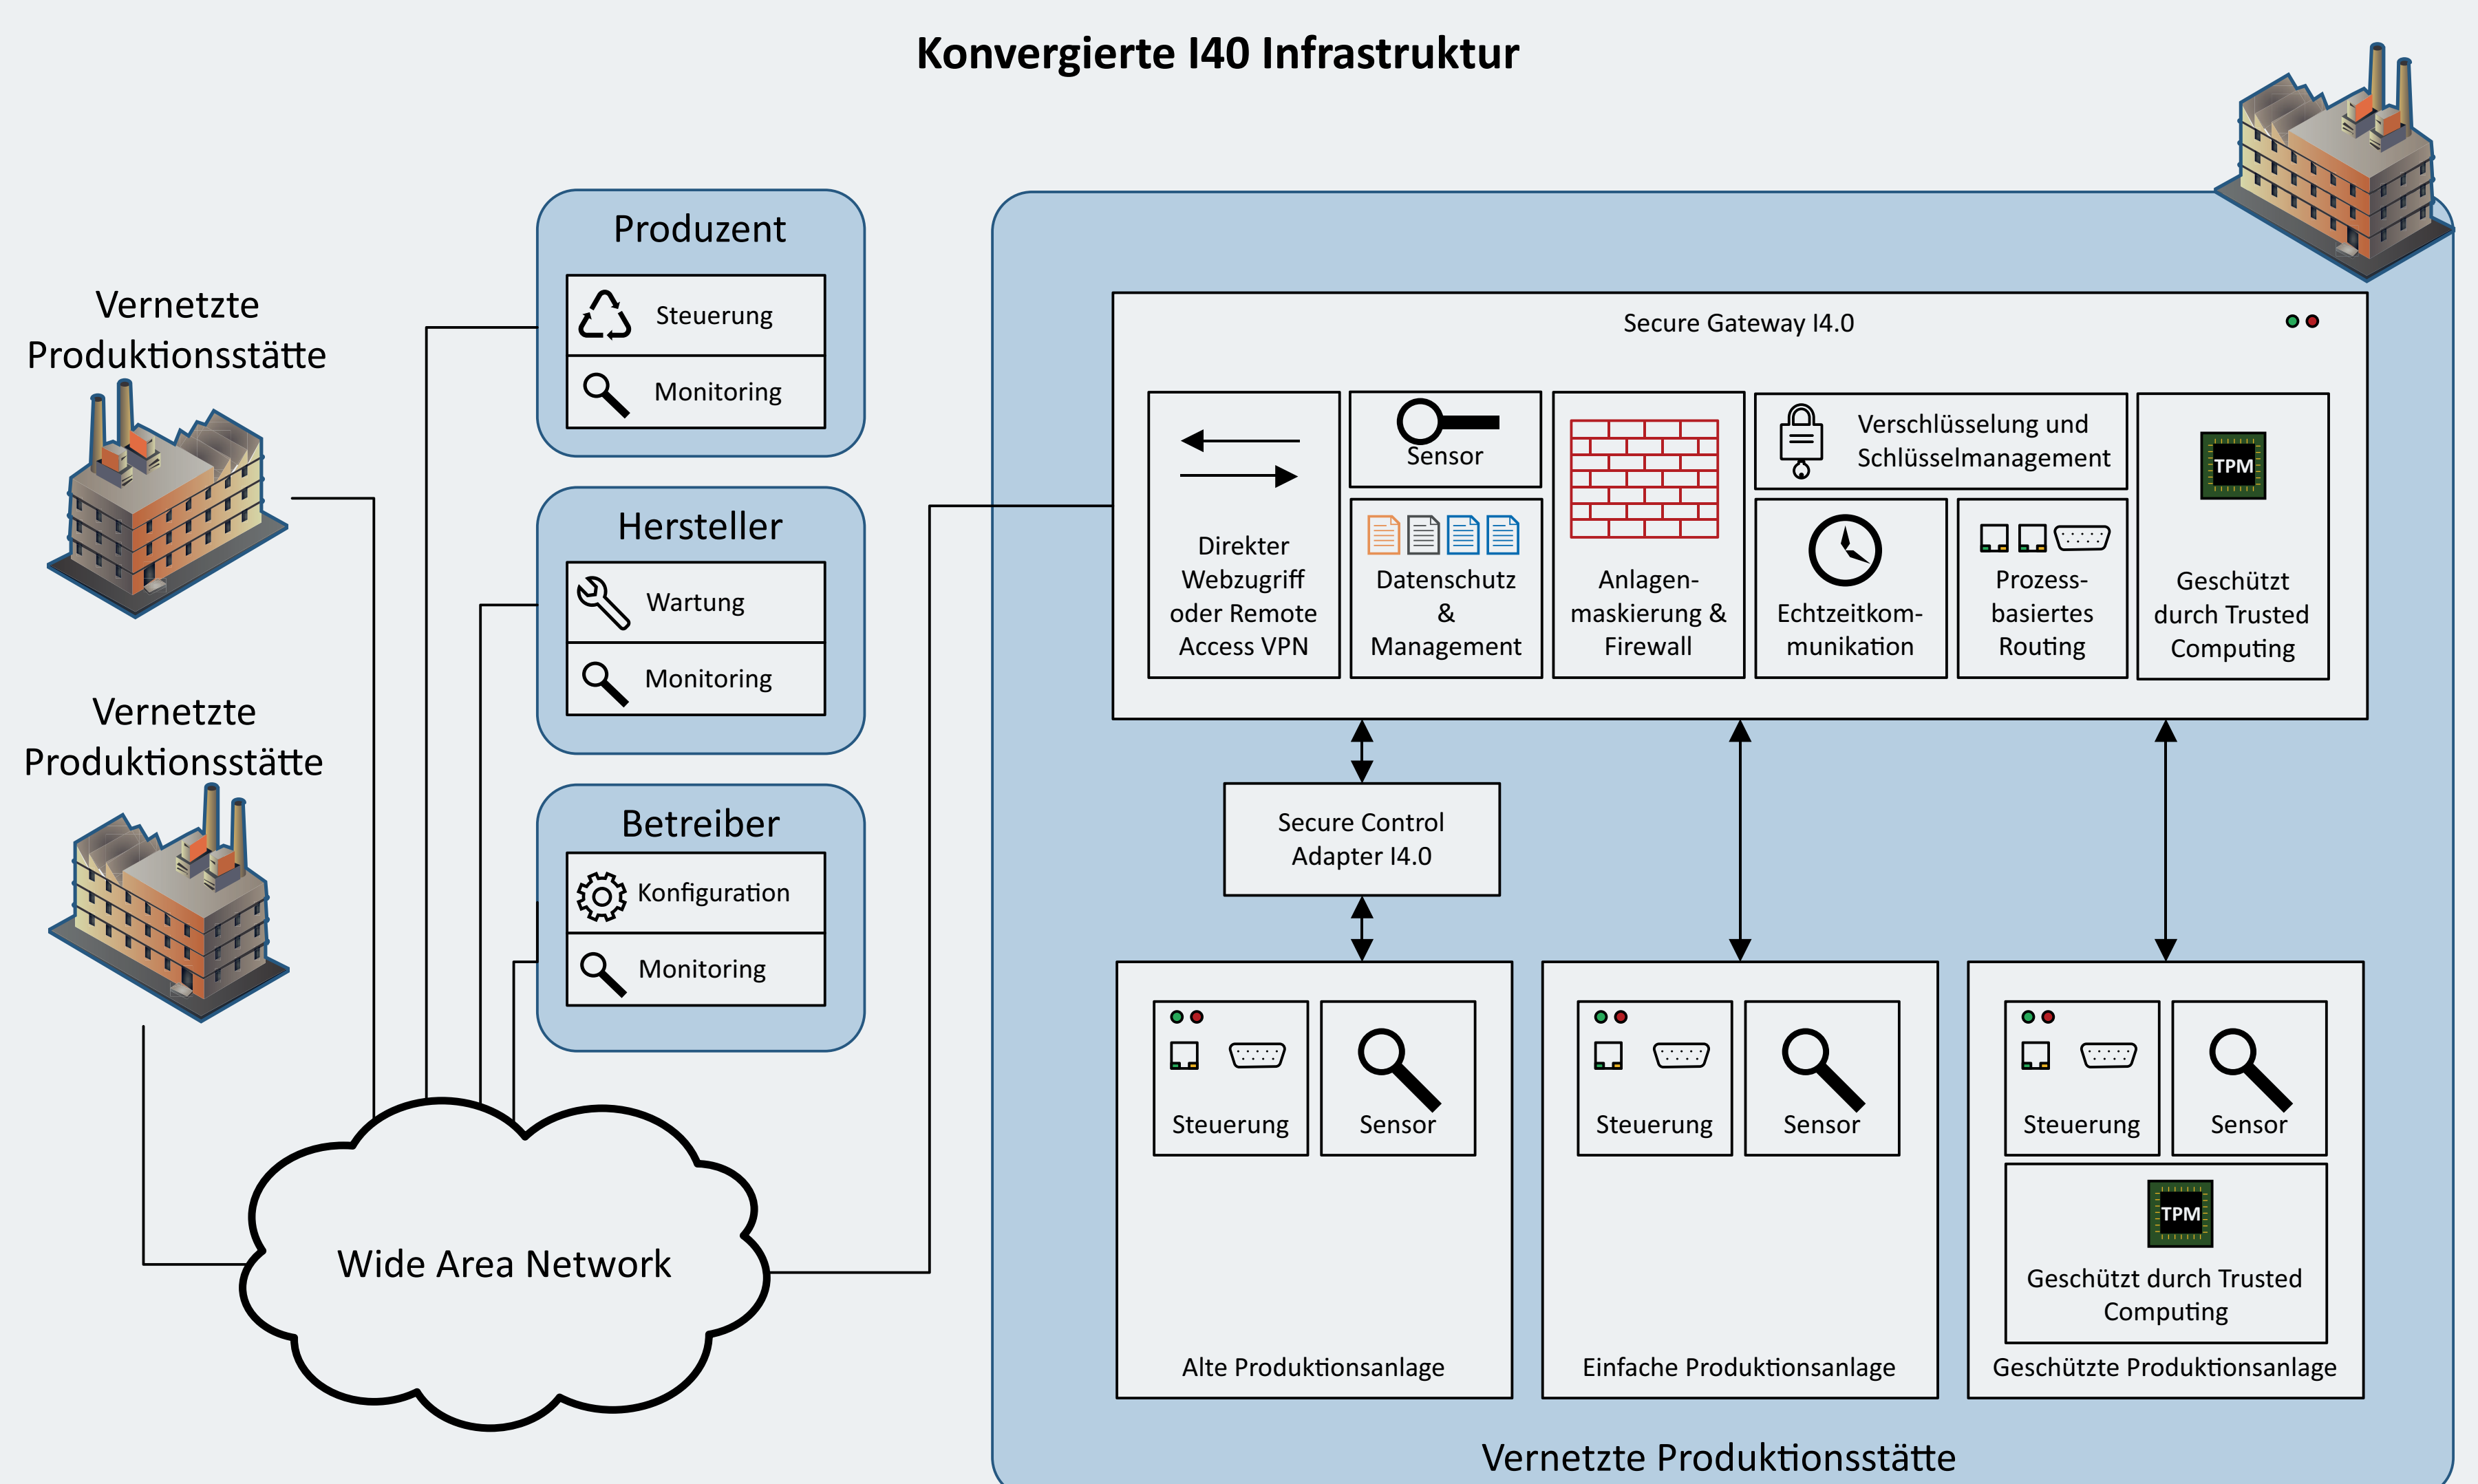 Konvergierte I40 Infrastruktur
Vernetzte
Produktionsstätte
Vernetzte
Produktionsstätte
Produzent
Steuerung
Monitoring
Hersteller
Wartung
Monitoring
Betreiber
Konfiguration
Monitoring
Wide Area Network
Secure Gateway I4.0
Direkter
Webzugriff
oder Remote
Access VPN
Sensor
Datenschutz
&
Management
Anlagen-
maskierung &
Firewall
Verschlüsselung und
Schlüsselmanagement
Echtzeitkom-
munikation
Prozess-
basiertes
Routing
TPM
Geschützt
durch Trusted
Computing
Secure Control
Adapter I4.0
Steuerung
Sensor
Alte Produktionsanlage
Steuerung
Sensor
Einfache Produktionsanlage
Steuerung
Sensor
TPM
Geschützt durch Trusted
Computing
Geschützte Produktionsanlage
Vernetzte Produktionsstätte